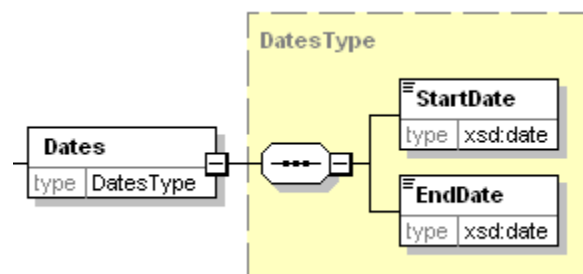 DatesType
StartDate
type xsd:date
Dates
type DatesType
EndDate
type xsd:date